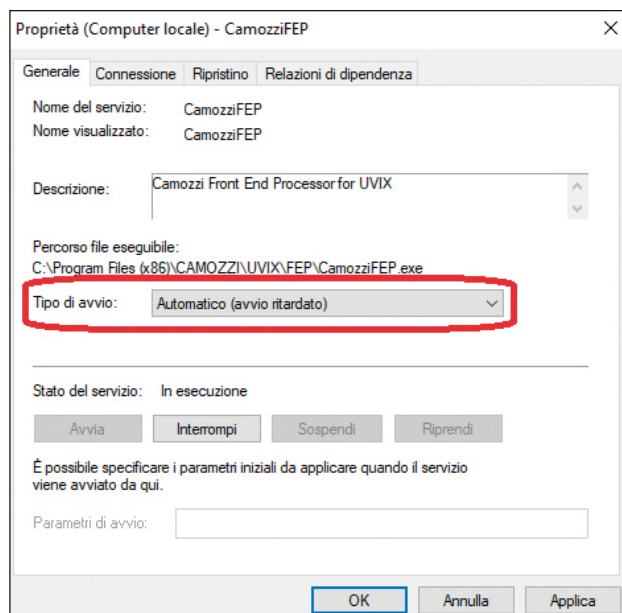 Proprietà (Computer locale) - CamozziFEP
Generale Connessione Ripristino Relazioni di dipendenza
Nome del servizio: CamozziFEP
Nome visualizzato: CamozziFEP
Descrizione: Camozzi Front End Processor for UVIX
Percorso file eseguibile:
C:\Program Files (x86)\CAMOZZI\UVIX\FEP\CamozziFEP.exe
Tipo di avvio: Automatico (avvio ritardato)
Stato del servizio: In esecuzione
Avvia Interrompi Sospendi Riprendi
È possibile specificare i parametri iniziali da applicare quando il servizio
viene avviato da qui.
Parametri di avvio:
OK Annulla Applica